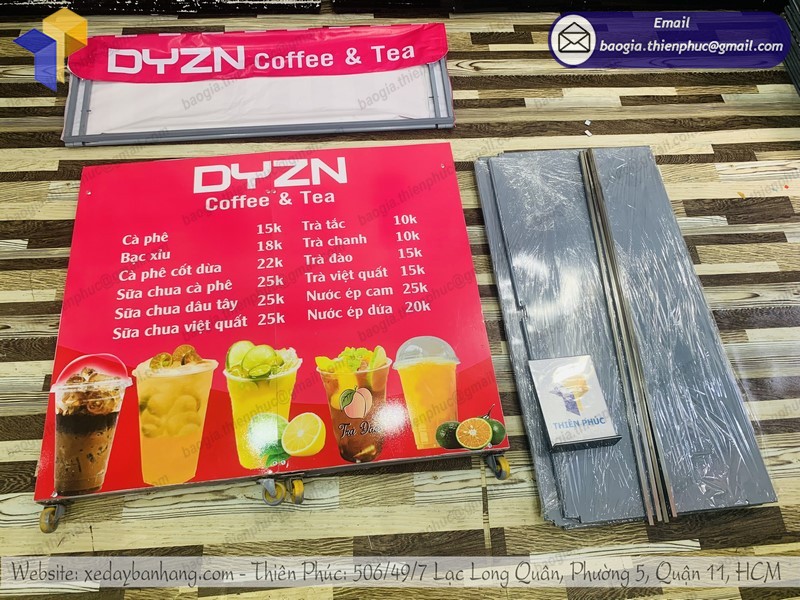 Email
baogia.thienphuc@gmail.com
DYZN Coffee & Tea
baogia.thienphuc@gmail.com
DYZN
Coffee & Tea
Cà phê 15k
Bạc xỉu 18k
Cà phê cốt dừa 22k
Sữa chua cà phê 25k
Sữa chua dâu tây 25k
Sữa chua việt quất 25k
Trà tắc 10k
Trà chanh 10k
Trà đào 15k
Trà việt quất 15k
Nước ép cam 25k
Nước ép dứa 20k
Trà Đào
THIÊN PHÚC
Website: xedaybanhang.com - Thiên Phúc: 506/49/7 Lạc Long Quân, Phường 5, Quận 11, HCM